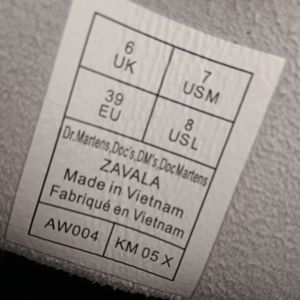 6 UK 7 USM
39 EU 8 USL
Dr.Martens,Doc's,DM's,DocMartens
ZAVALA
Made in Vietnam
Fabriqué en Vietnam
AW004 KM 05 X